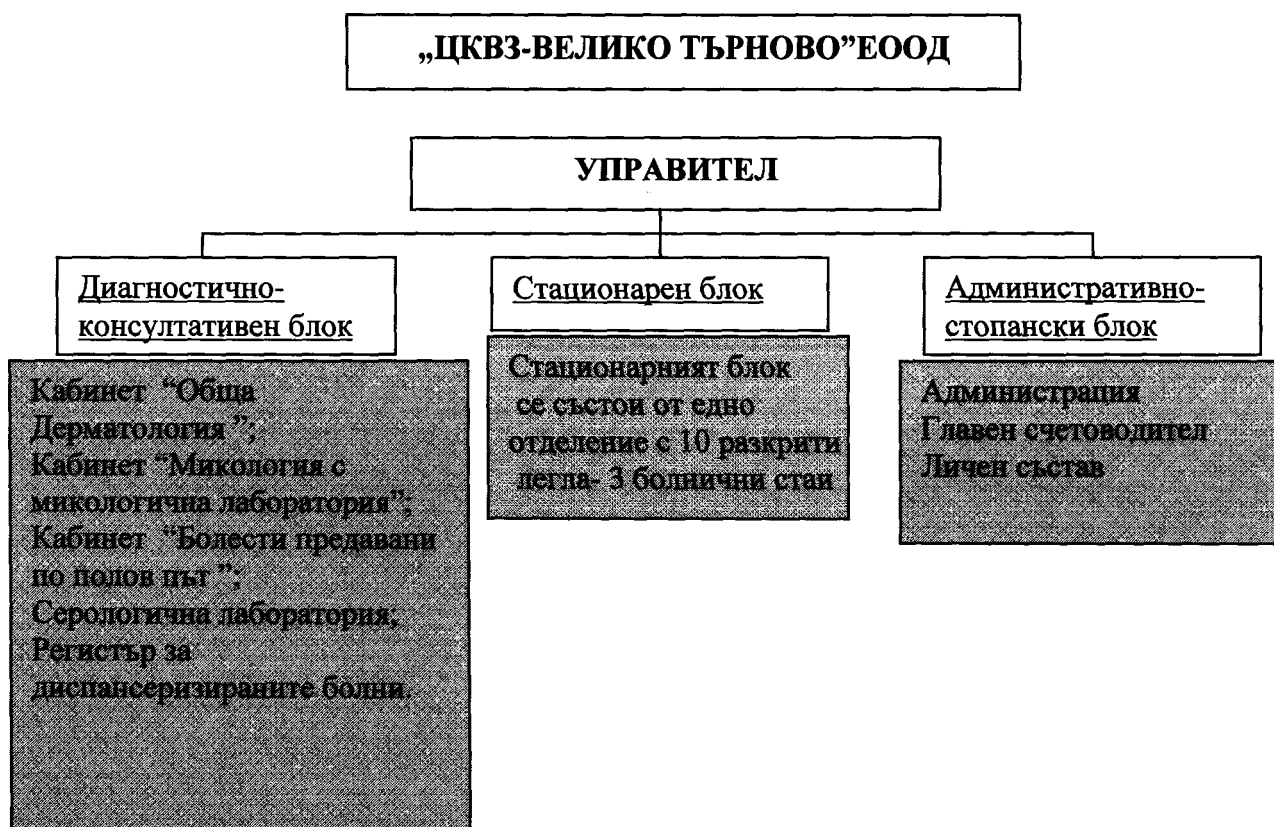 „ЦКВЗ-ВЕЛИКО ТЪРНОВО”ЕООД
УПРАВИТЕЛ
Диагностично-
консултативен блок
Кабинет “Обща
Дерматология ”;
Кабинет “Микология с
микологична лаборатория”;
Кабинет “Болести предавани
по полов път ”;
Серологична лаборатория;
Регистър за
диспансеризираните болни.
Стационарен блок
Стационарният блок
се състои от едно
отделение с 10 разкрити
легла- 3 болнични стаи
Административно-
стопански блок
Администрация
Главен счетоводител
Личен състав